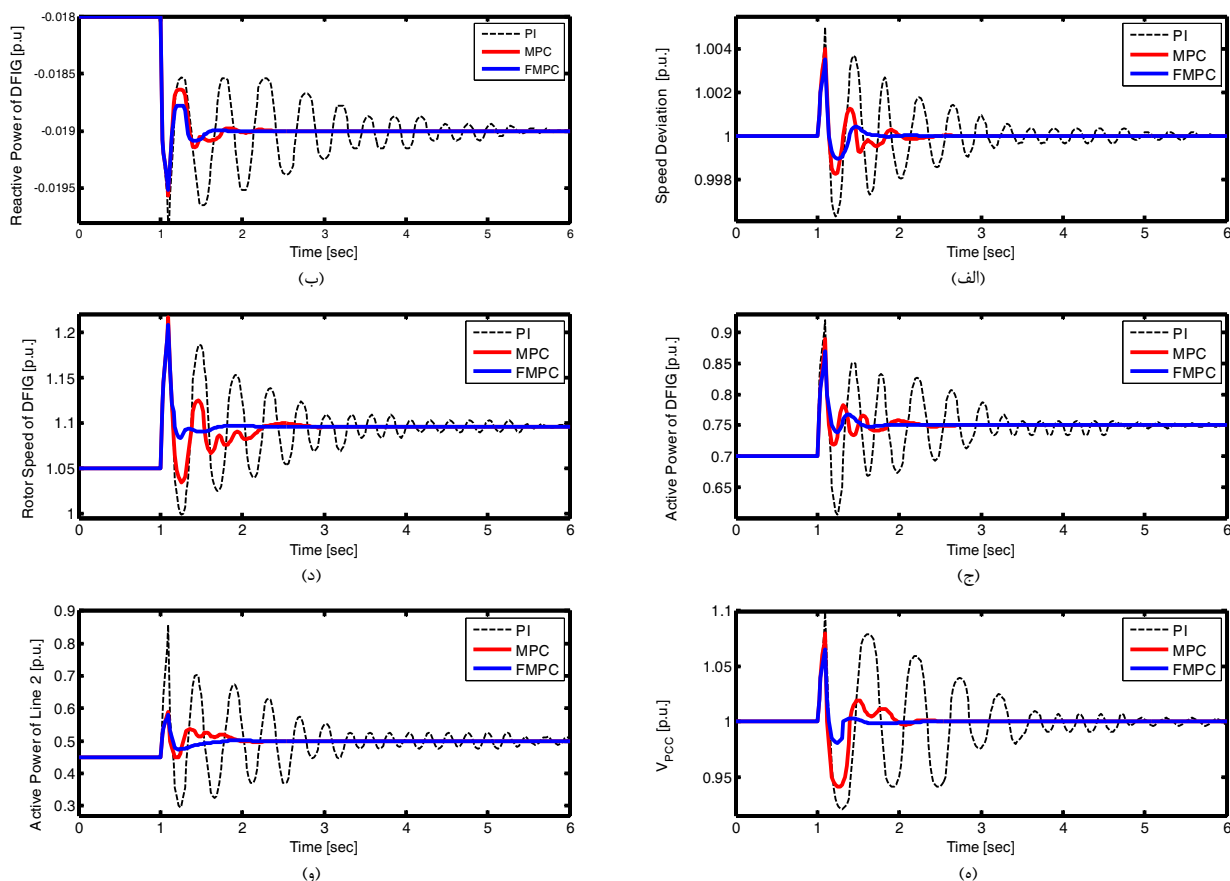 Reactive Power of DFIG [p.u]
-0.018
-0.0185
-0.019
-0.0195
PI
MPC
FMPC
0 1 2 3 4 5 6
Time [sec]
(ب)
Speed Deviation [p.u.]
1.004
1.002
1
0.998
PI
MPC
FMPC
0 1 2 3 4 5 6
Time [sec]
(الف)
Rotor Speed of DFIG [p.u.]
1.2
1.15
1.1
1.05
1
PI
MPC
FMPC
0 1 2 3 4 5 6
Time [sec]
(د)
Active Power of DFIG [p.u.]
0.9
0.85
0.8
0.75
0.7
0.65
PI
MPC
FMPC
0 1 2 3 4 5 6
Time [sec]
(ج)
Active Power of Line 2 [p.u.]
0.9
0.8
0.7
0.6
0.5
0.4
0.3
PI
MPC
FMPC
0 1 2 3 4 5 6
Time [sec]
(و)
V_PCC [p.u.]
1.1
1.05
1
0.95
PI
MPC
FMPC
0 1 2 3 4 5 6
Time [sec]
(ه)